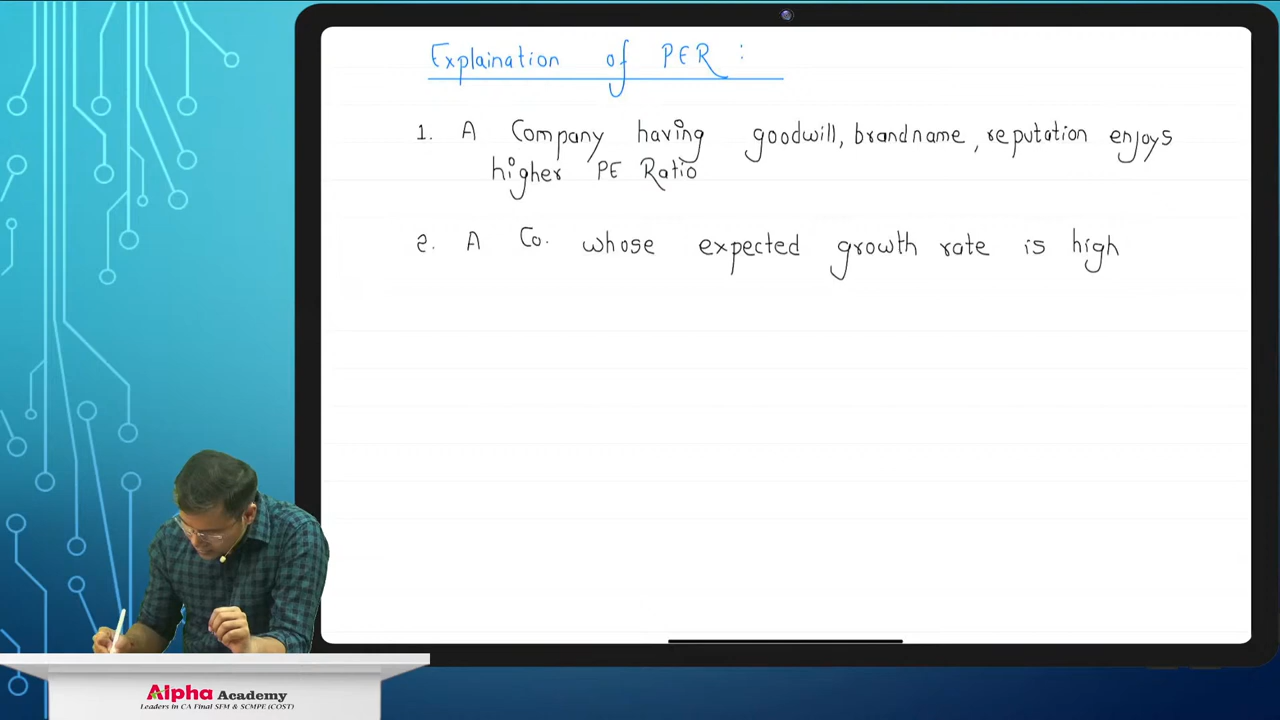 Explaination of PER :
1. A Company having goodwill, brandname, reputation enjoys
higher PE Ratio
2. A Co. whose expected growth rate is high
Alpha Academy
Leaders in CA Final SFM & SCMPE (COST)